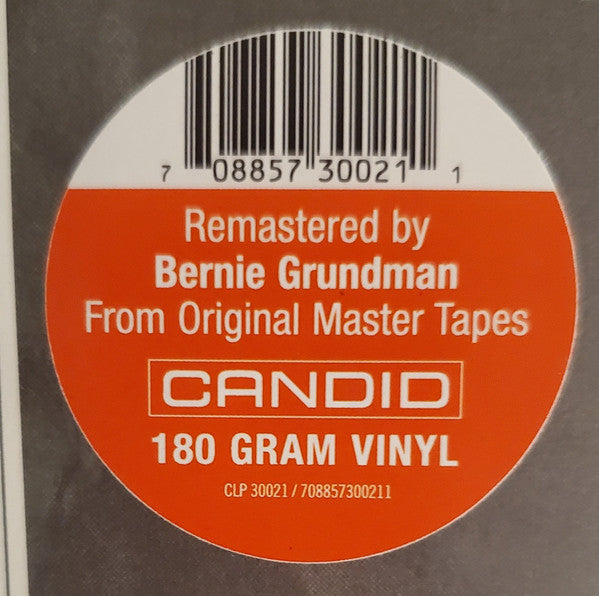 7 08857 30021 1
Remastered by
Bernie Grundman
From Original Master Tapes
CANDID
180 GRAM VINYL
CLP 30021 / 708857300211